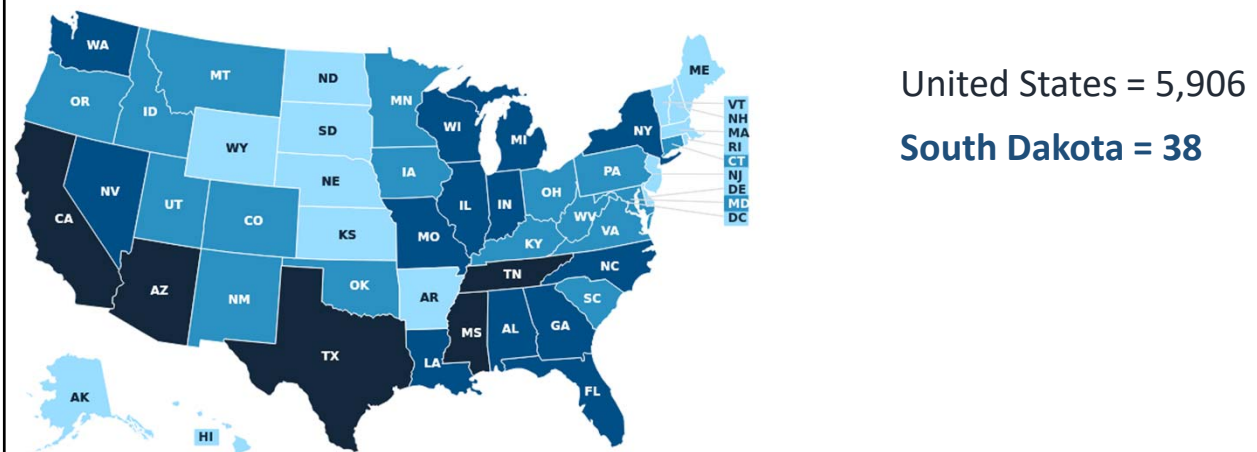 WA
MT
ND
ME
OR
ID
MN
VT
NH
SD
WI
MI
NY
MA
RI
WY
CT
IA
PA
NJ
NE
DE
NV
OH
MD
UT
IL
IN
DC
CO
WV
CA
VA
KS
MO
KY
NC
TN
AZ
OK
NM
AR
SC
MS
AL
GA
TX
LA
FL
AK
HI
United States = 5,906
South Dakota = 38